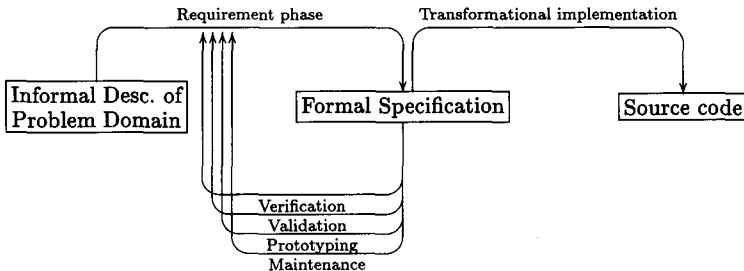 Requirement phase
Transformational implementation
Informal Desc. of
Problem Domain
Formal Specification
Source code
Verification
Validation
Prototyping
Maintenance